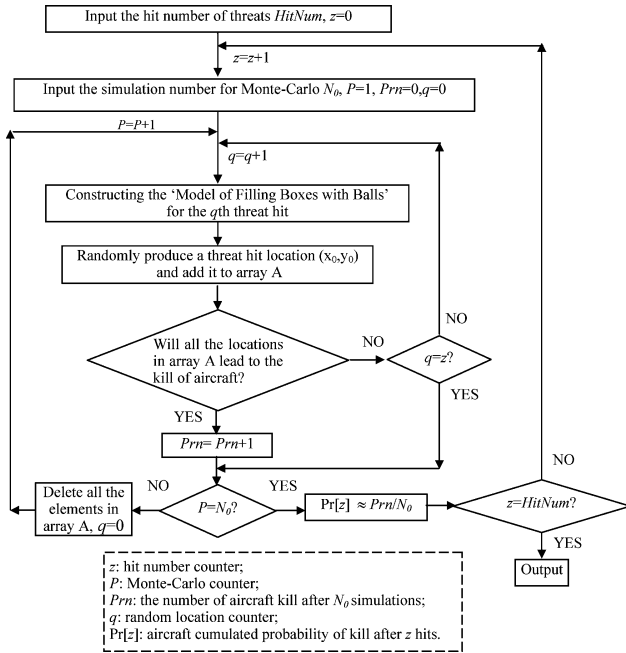 Input the hit number of threats HitNum, z=0
z=z+1
Input the simulation number for Monte-Carlo N0, P=1, Prn=0,q=0
P=P+1
q=q+1
Constructing the ‘Model of Filling Boxes with Balls’
for the qth threat hit
Randomly produce a threat hit location (x0,y0)
and add it to array A
Will all the locations
in array A lead to the
kill of aircraft?
NO
q=z?
NO
YES
YES
Prn= Prn+1
NO
Delete all the
elements in
array A, q=0
P=N0?
YES
Pr[z] ≈ Prn/N0
z=HitNum?
NO
YES
Output
z: hit number counter;
P: Monte-Carlo counter;
Prn: the number of aircraft kill after N0 simulations;
q: random location counter;
Pr[z]: aircraft cumulated probability of kill after z hits.